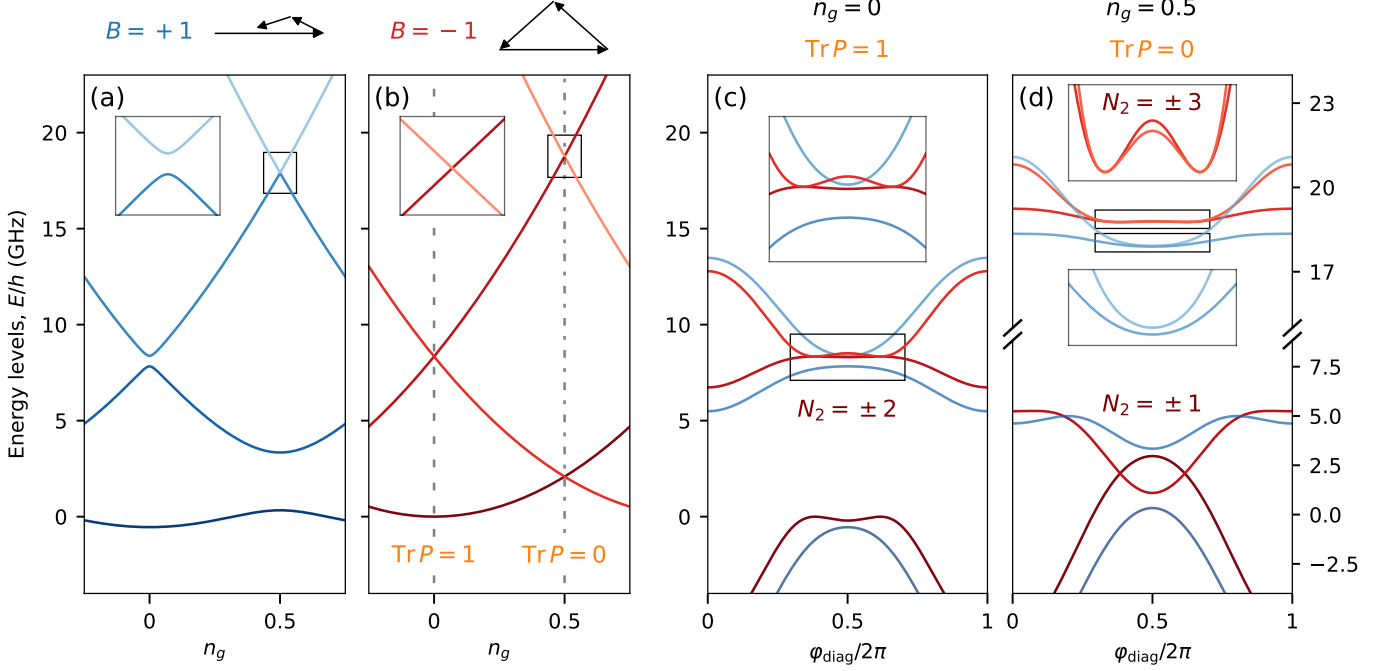 B = +1
B = −1
n_g = 0
n_g = 0.5
Tr P = 1
Tr P = 0
(a)
(b)
(c)
(d)
N₂ = ±3
N₂ = ±2
N₂ = ±1
Tr P = 1
Tr P = 0
Energy levels, E/h (GHz)
20
15
10
5
0
20
15
10
5
0
23
20
17
7.5
5.0
2.5
0.0
−2.5
0
0.5
0
0.5
0
0.5
1
0
0.5
1
n_g
n_g
φ_diag/2π
φ_diag/2π